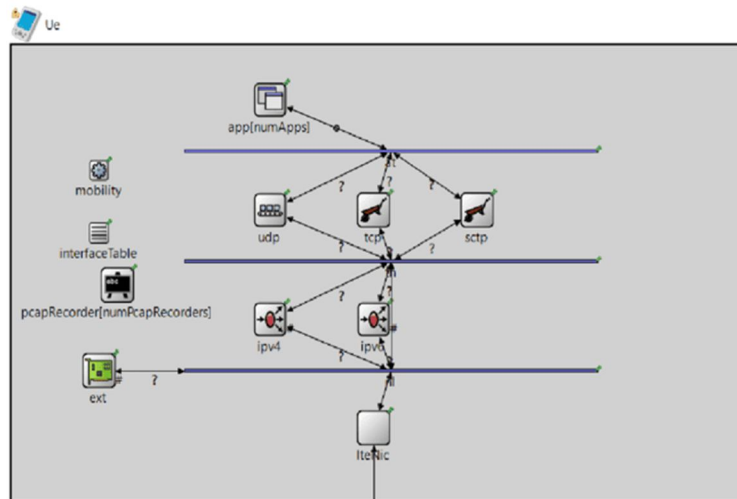 Ue
app[numApps]
?
?
?
mobility
udp
tcp
sctp
interfaceTable
?
?
pcapRecorder[numPcapRecorders]
?
?
ipv4
ipv6
#
?
?
#
?
ext
lteNic